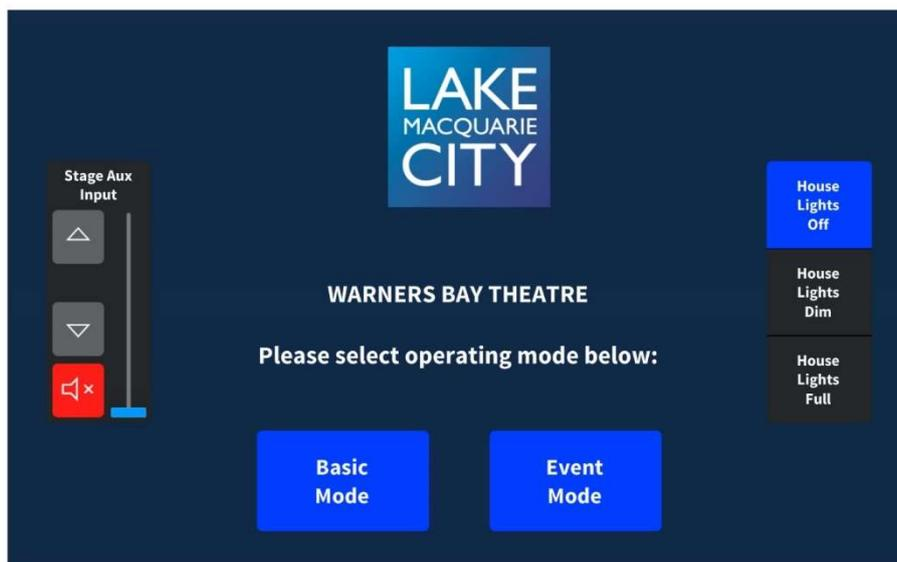 LAKE
MACQUARIE
CITY
Stage Aux
Input
WARNERS BAY THEATRE
Please select operating mode below:
Basic
Mode
Event
Mode
House
Lights
Off
House
Lights
Dim
House
Lights
Full